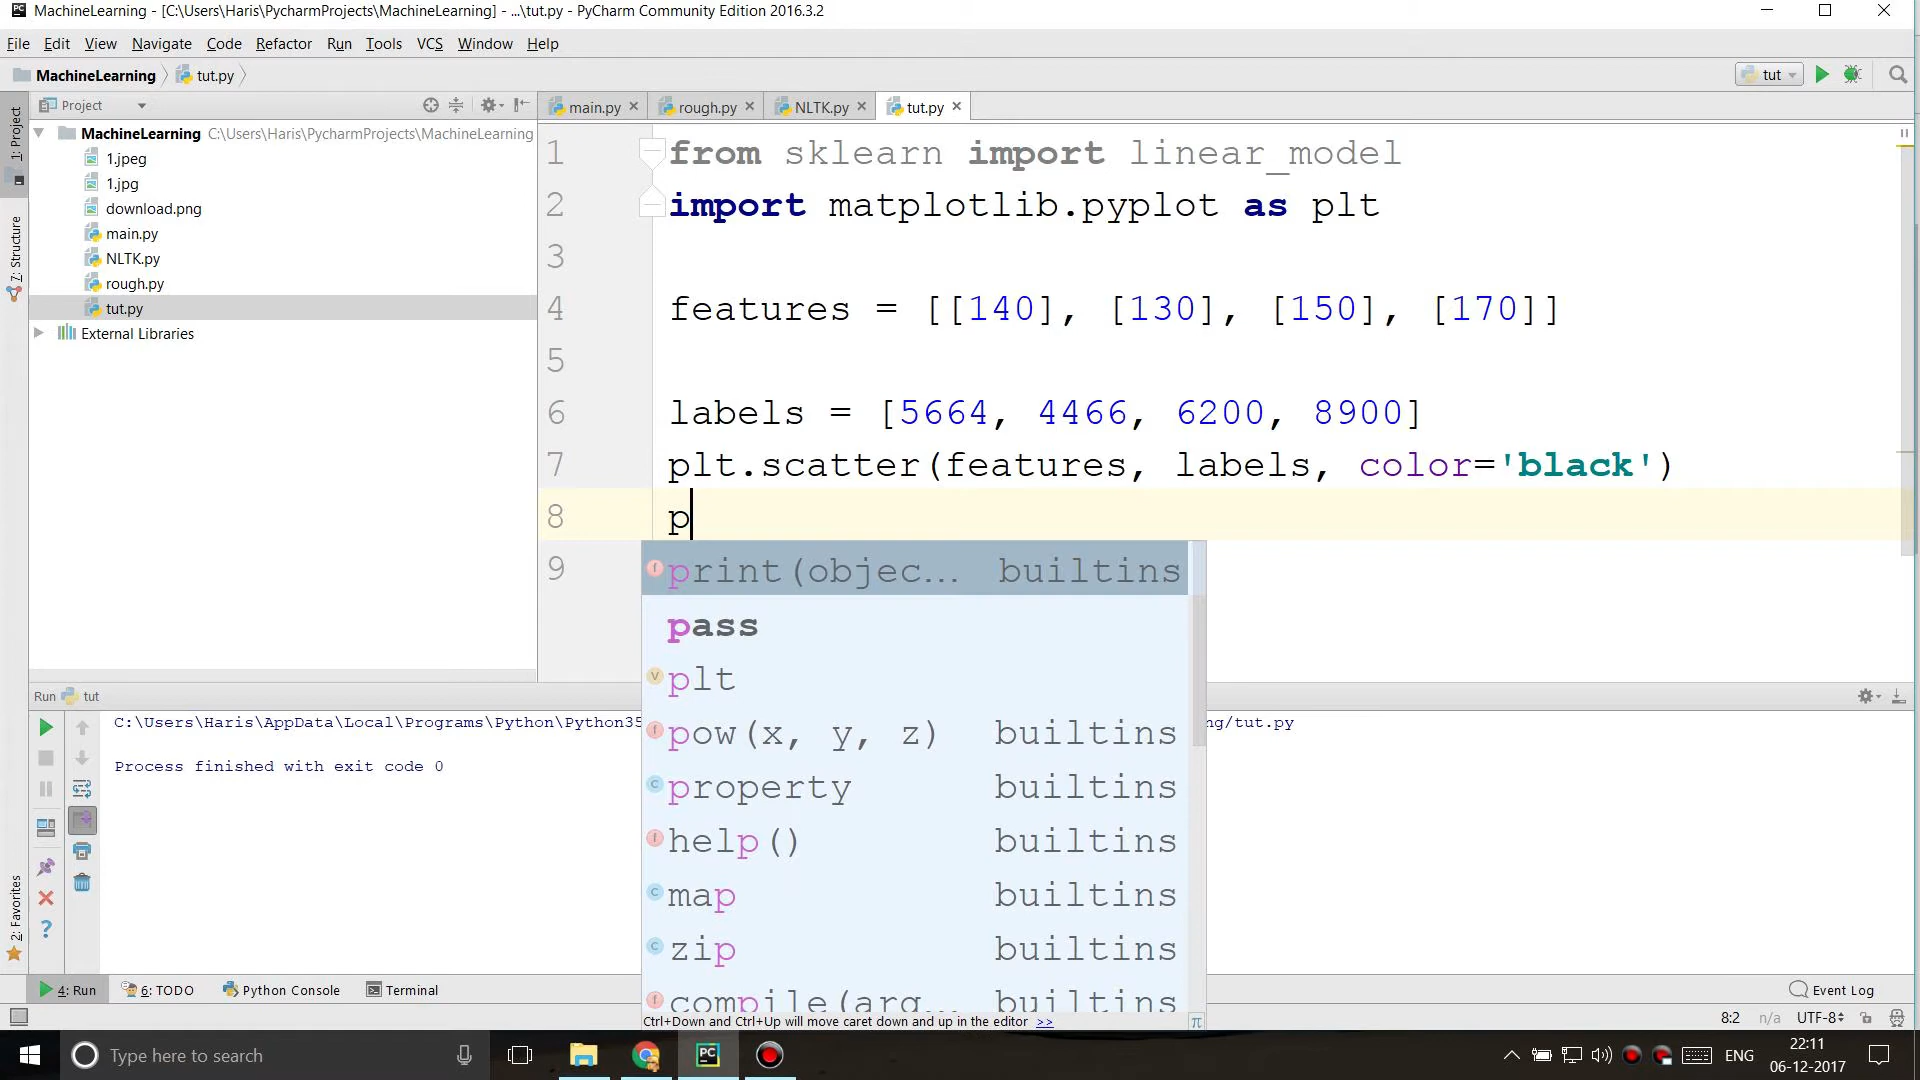 MachineLearning - [C:\Users\Haris\PycharmProjects\MachineLearning] - ...\tut.py - PyCharm Community Edition 2016.3.2
File Edit View Navigate Code Refactor Run Tools VCS Window Help
MachineLearning tut.py tut
Project main.py rough.py NLTK.py tut.py
1: Project
7: Structure
2: Favorites
MachineLearning C:\Users\Haris\PycharmProjects\MachineLearning
1.jpeg
1.jpg
download.png
main.py
NLTK.py
rough.py
tut.py
External Libraries
1 from sklearn import linear_model
2 import matplotlib.pyplot as plt
3
4 features = [[140], [130], [150], [170]]
5
6 labels = [5664, 4466, 6200, 8900]
7 plt.scatter(features, labels, color='black')
8 p
9
print(objec... builtins
pass
plt
pow(x, y, z) builtins
property builtins
help() builtins
map builtins
zip builtins
compile(arg... builtins
Ctrl+Down and Ctrl+Up will move caret down and up in the editor >> π
Run tut
C:\Users\Haris\AppData\Local\Programs\Python\Python35 ng/tut.py
Process finished with exit code 0
4: Run 6: TODO Python Console Terminal Event Log
8:2 n/a UTF-8
Type here to search PC ENG
22:11
06-12-2017